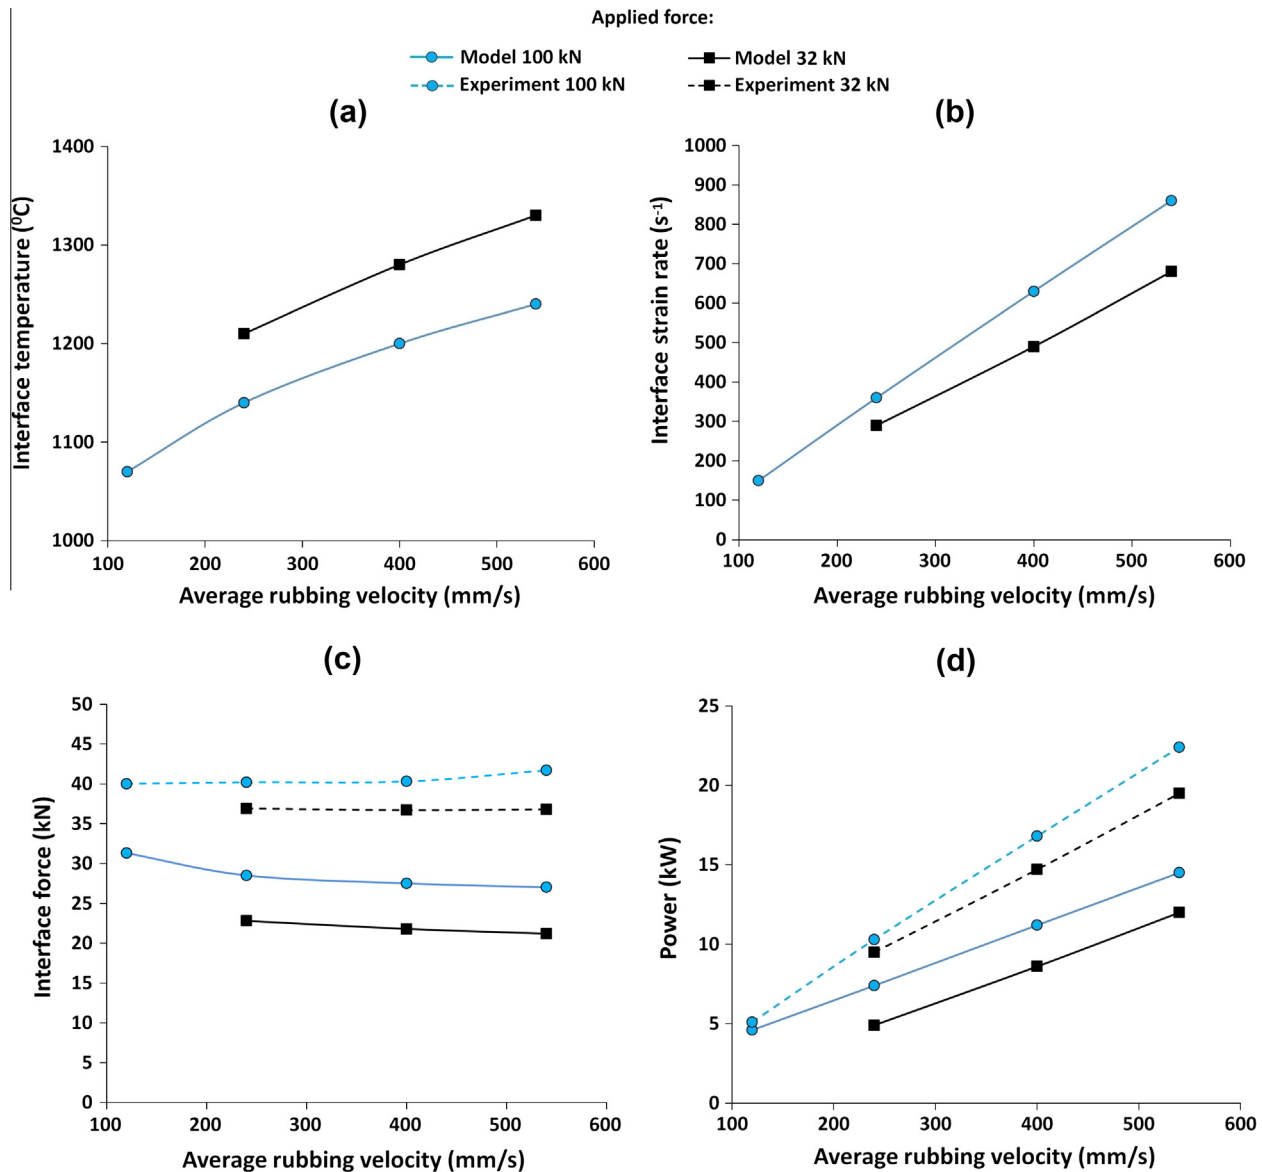 Applied force:
Model 100 kN
Model 32 kN
Experiment 100 kN
Experiment 32 kN
(a)
(b)
1400
1300
1200
1100
1000
100 200 300 400 500 600
Interface temperature (⁰C)
Average rubbing velocity (mm/s)
1000
900
800
700
600
500
400
300
200
100
0
100 200 300 400 500 600
Interface strain rate (s⁻¹)
Average rubbing velocity (mm/s)
(c)
(d)
50
45
40
35
30
25
20
15
10
5
0
100 200 300 400 500 600
Interface force (kN)
Average rubbing velocity (mm/s)
25
20
15
10
5
0
100 200 300 400 500 600
Power (kW)
Average rubbing velocity (mm/s)